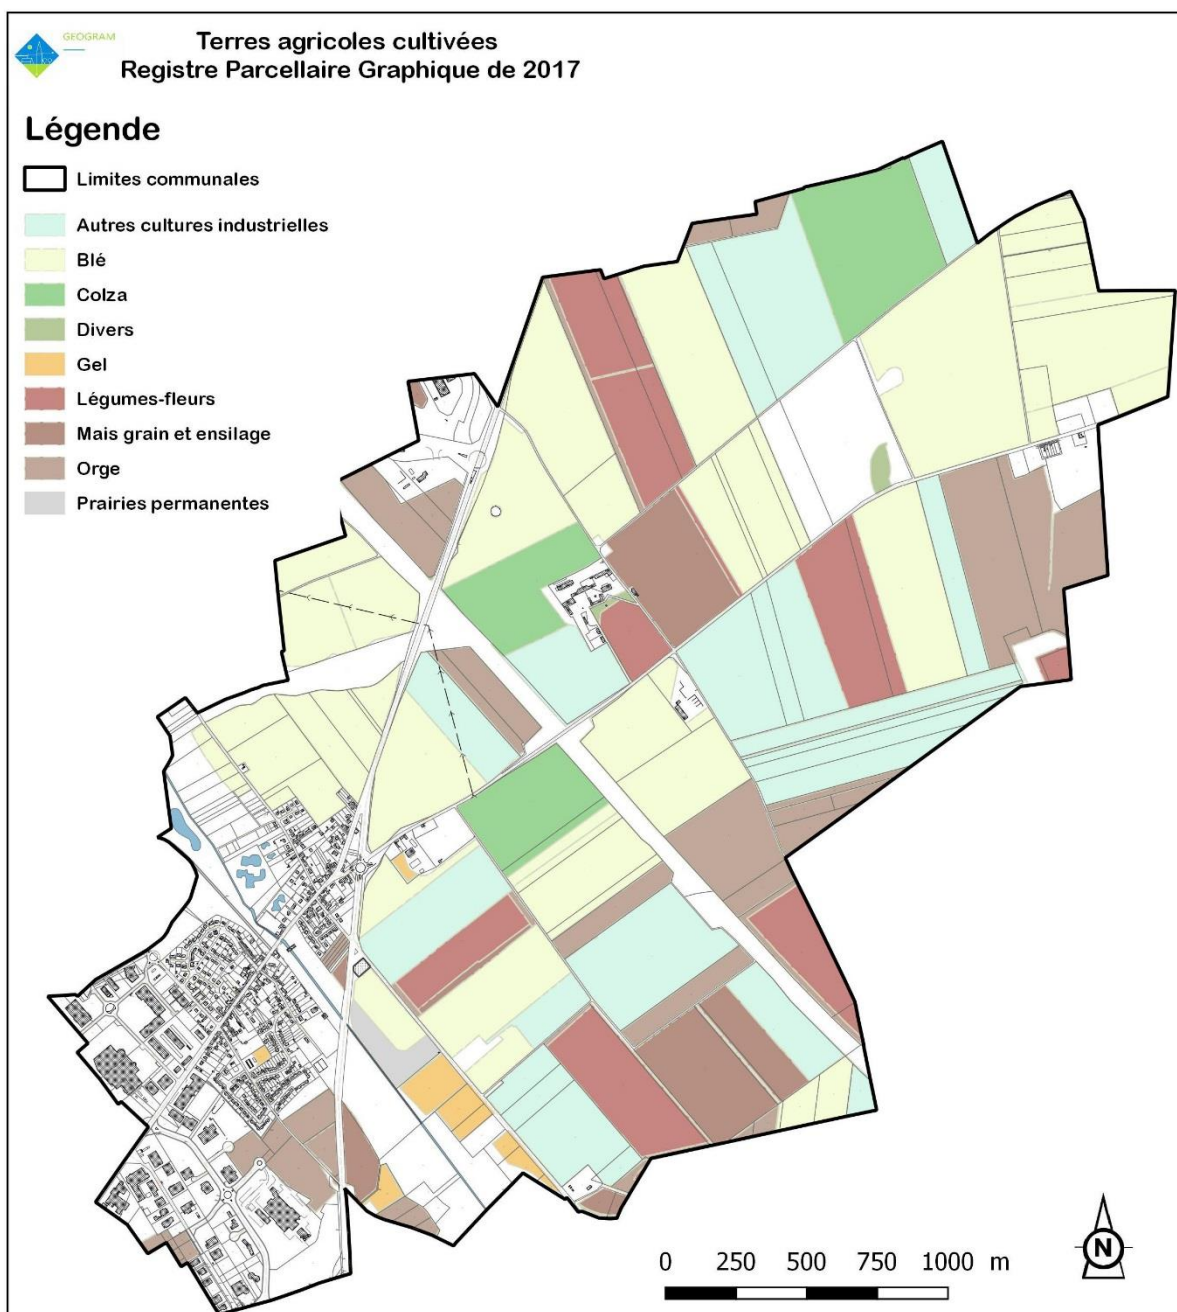 GEOGRAM
Terres agricoles cultivées
Registre Parcellaire Graphique de 2017
Légende
Limites communales
Autres cultures industrielles
Blé
Colza
Divers
Gel
Légumes-fleurs
Mais grain et ensilage
Orge
Prairies permanentes
0 250 500 750 1000 m
N